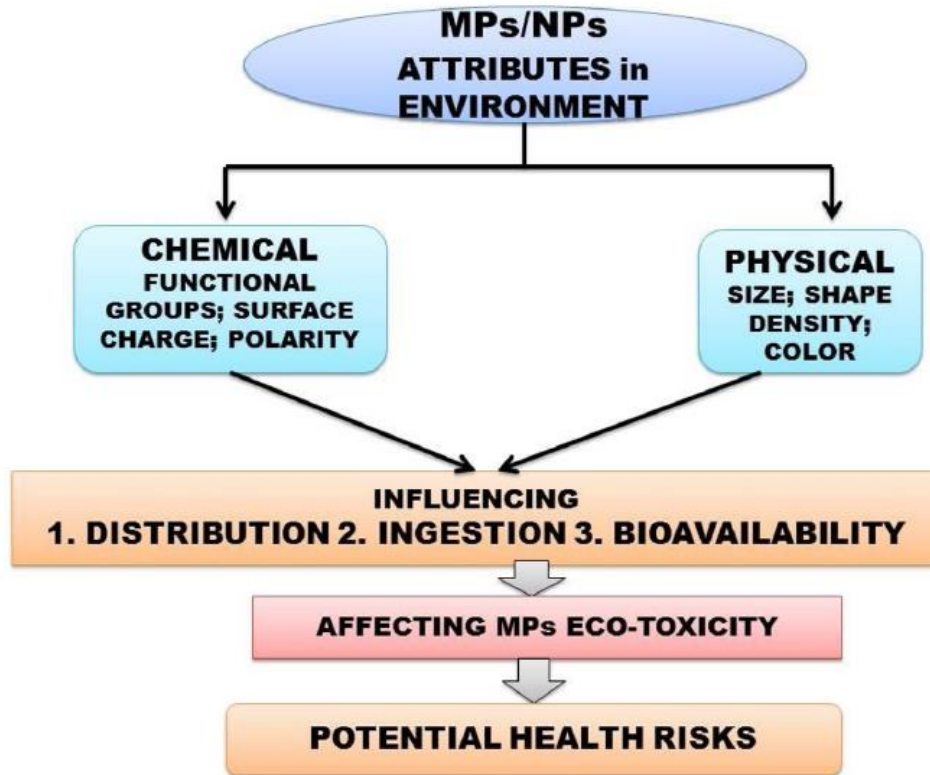 MPs/NPs
ATTRIBUTES in
ENVIRONMENT
CHEMICAL
FUNCTIONAL
GROUPS; SURFACE
CHARGE; POLARITY
PHYSICAL
SIZE; SHAPE
DENSITY;
COLOR
INFLUENCING
1. DISTRIBUTION 2. INGESTION 3. BIOAVAILABILITY
AFFECTING MPs ECO-TOXICITY
POTENTIAL HEALTH RISKS